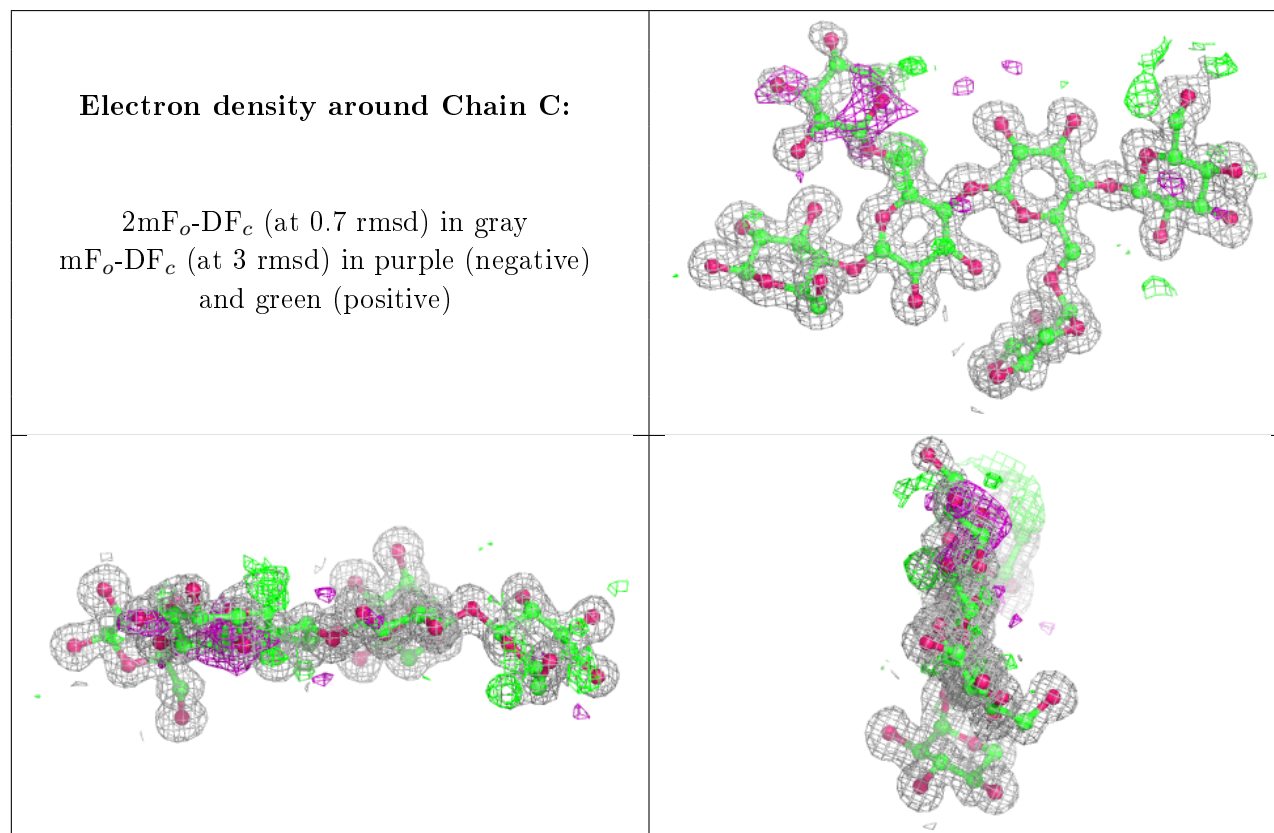 Electron density around Chain C:
2mFₒ-DF𝒸 (at 0.7 rmsd) in gray
mFₒ-DF𝒸 (at 3 rmsd) in purple (negative)
and green (positive)